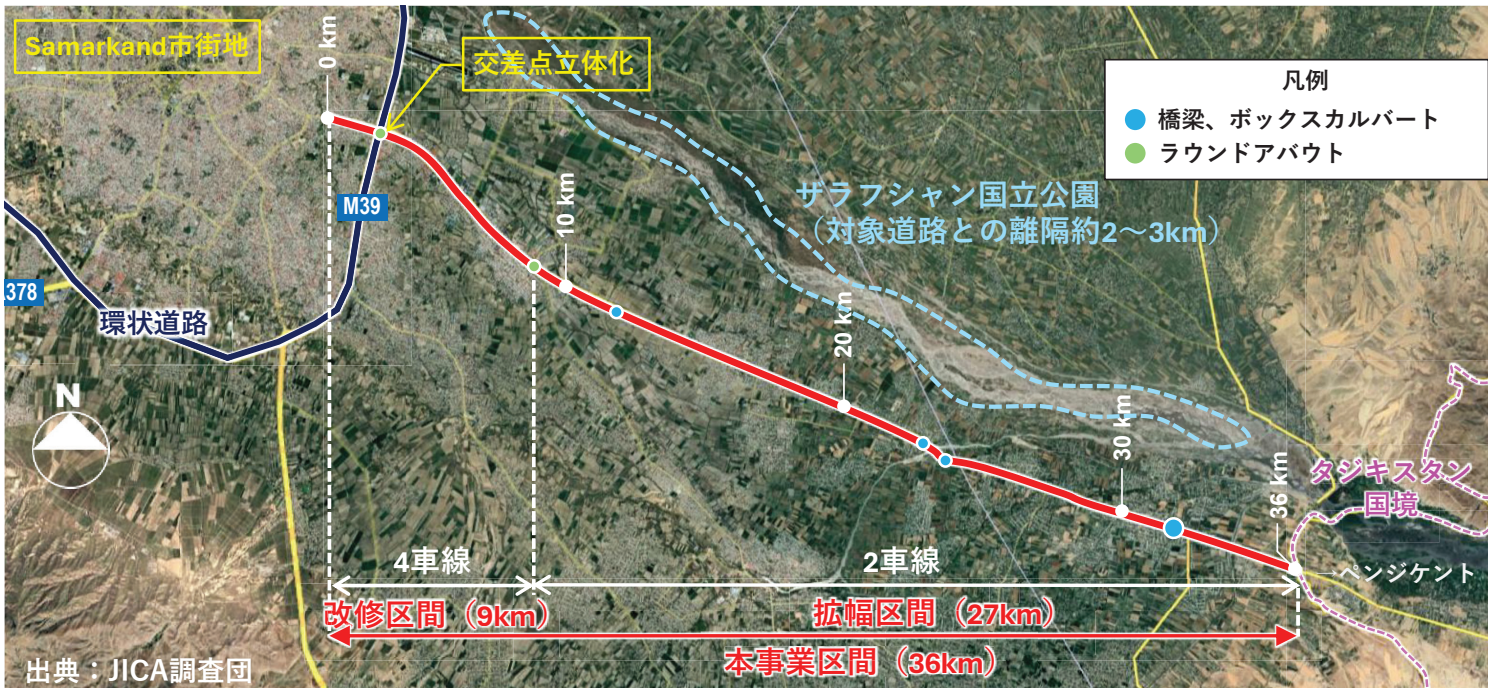 Samarkand市街地
0 km
交差点立体化
凡例
橋梁、ボックスカルバート
ラウンドアバウト
M39
10 km
ザラフシャン国立公園
（対象道路との離隔約2～3km）
378
環状道路
20 km
N
30 km
36 km
タジキスタン
国境
4車線
2車線
ペンジケント
改修区間（9km）
拡幅区間（27km）
本事業区間（36km）
出典：JICA調査団